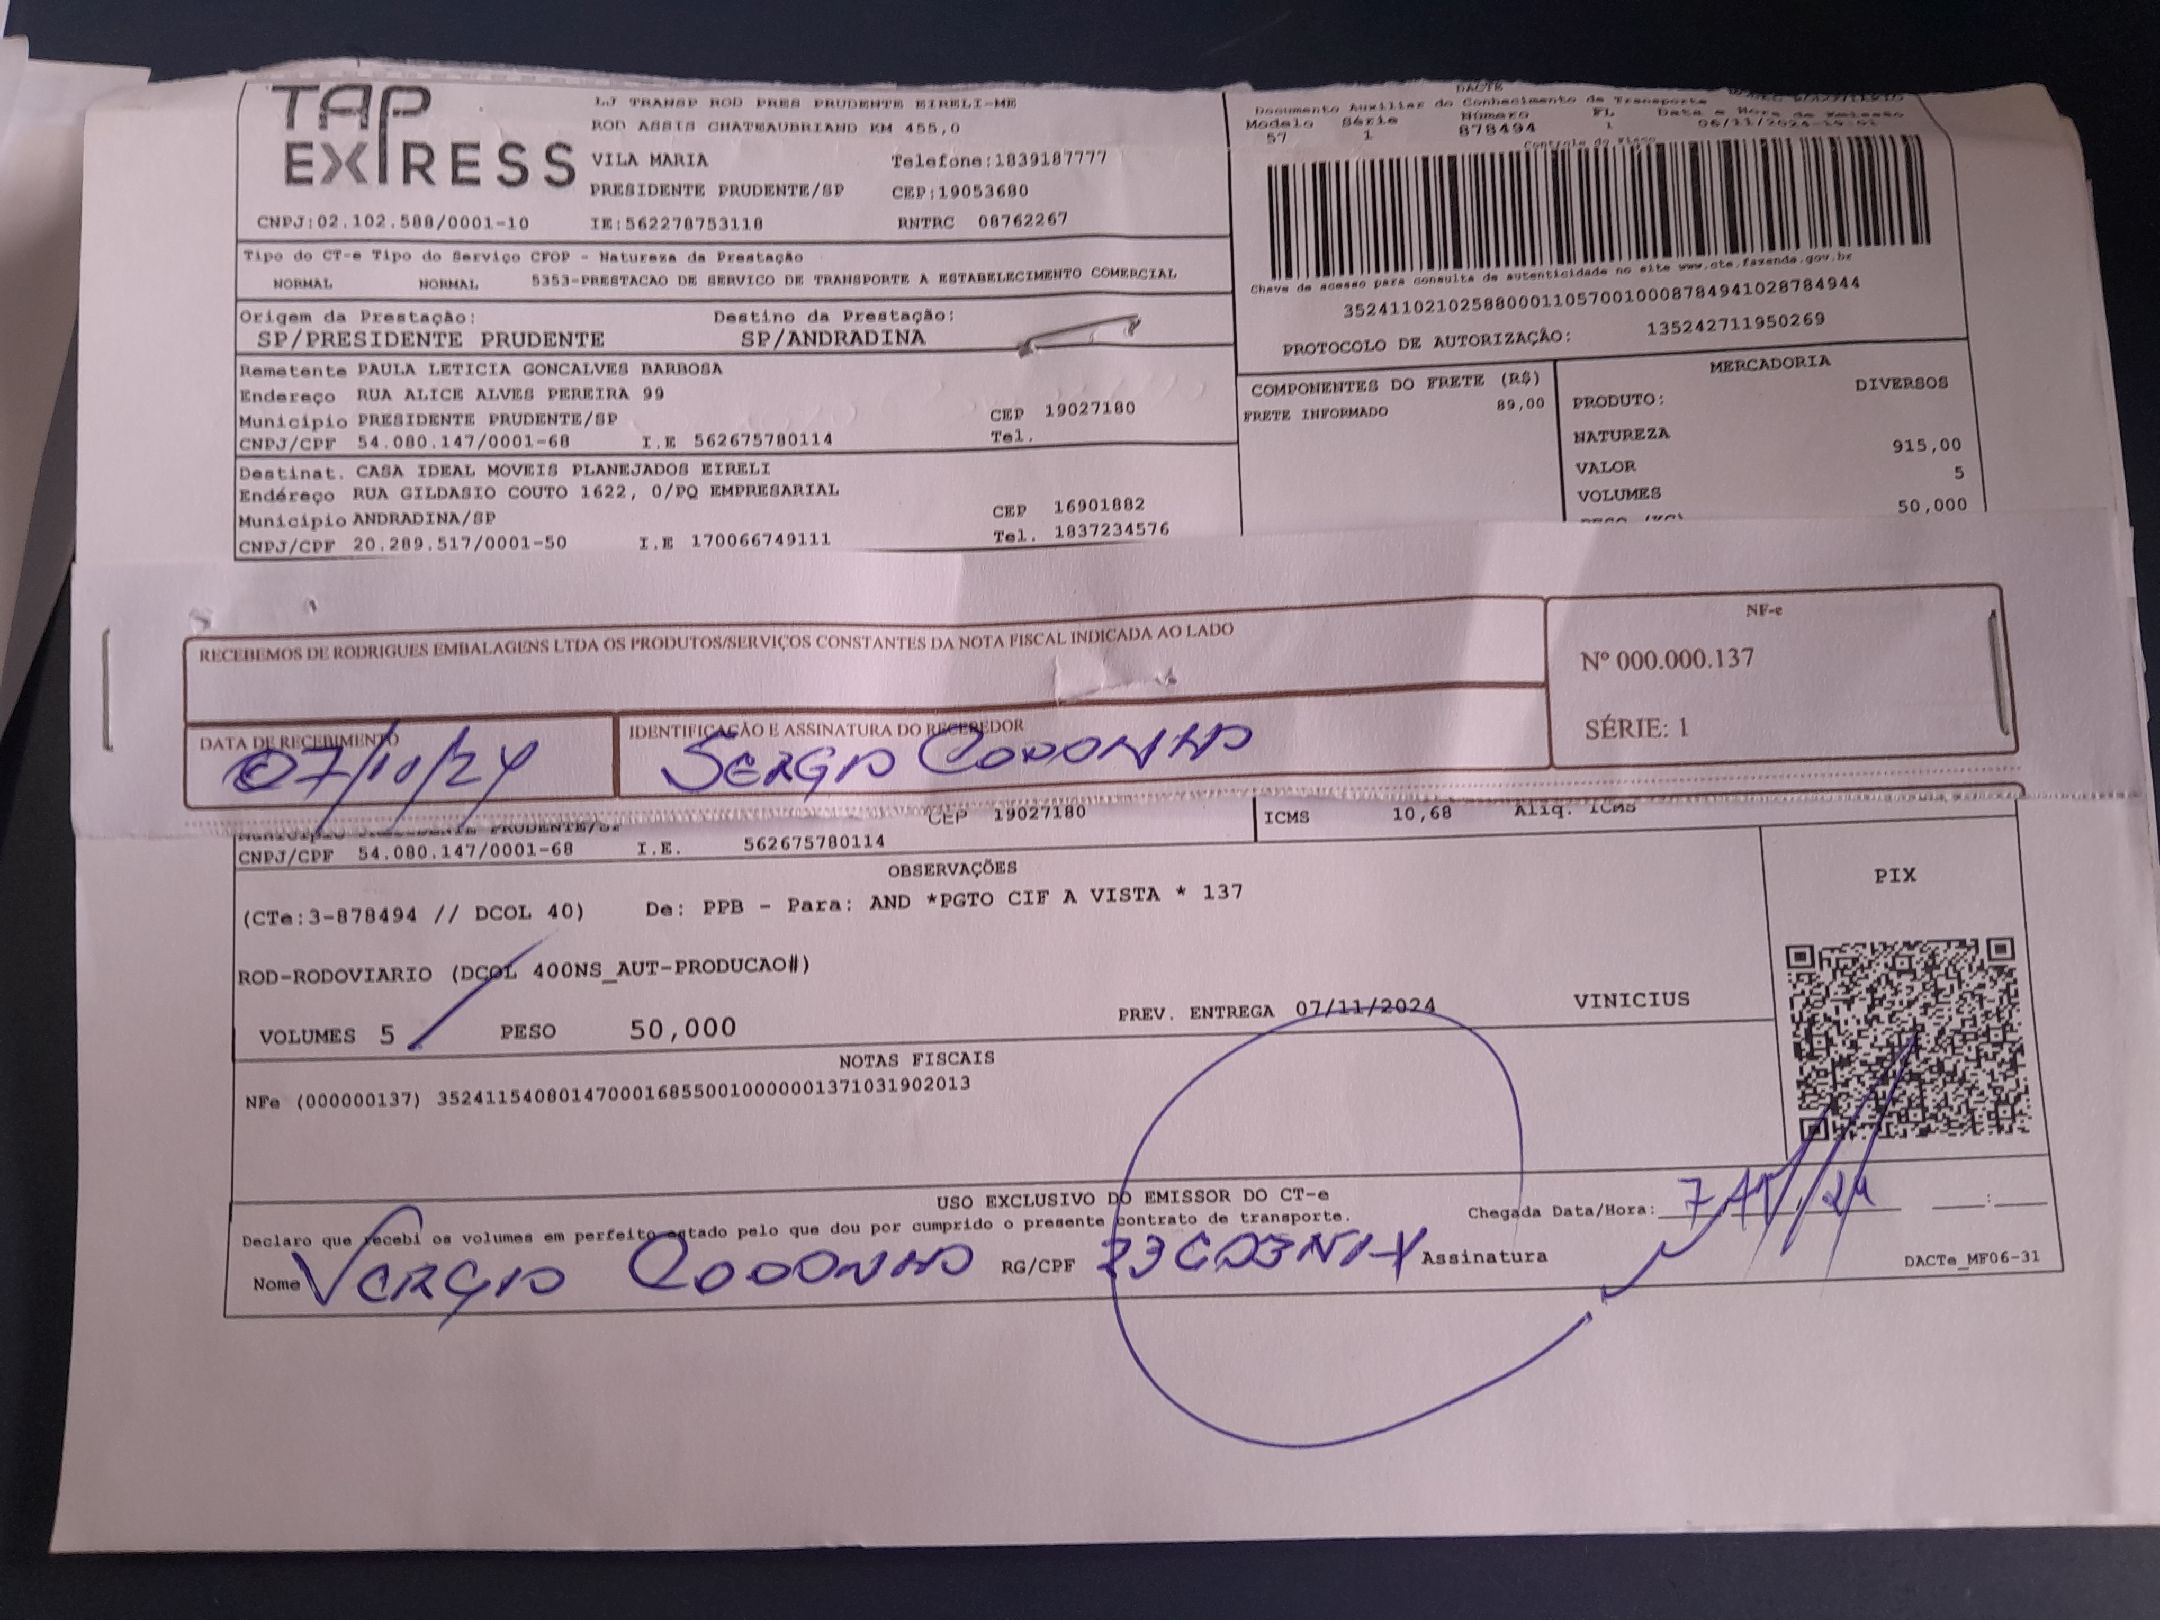 TAP EXPRESS
LJ TRANSP ROD PRES PRUDENTE EIRELI-ME
ROD ASSIS CHATEAUBRIAND KM 455,0
VILA MARIA Telefone:1839187777
PRESIDENTE PRUDENTE/SP CEP:19053680
CNPJ:02.102.588/0001-10 IE:562278753118 RNTRC 08762267
DACTE
Documento Auxiliar do Conhecimento de Transporte
Modelo Série Número FL Data e Hora de Emissão
57 1 878494 1 06/11/2024
Controle do Fisco
Tipo do CT-e Tipo do Serviço CFOP - Natureza da Prestação
NORMAL NORMAL 5353-PRESTACAO DE SERVICO DE TRANSPORTE A ESTABELECIMENTO COMERCIAL
Chave de acesso para consulta de autenticidade no site www.cte.fazenda.gov.br
35241102102588000110570010008784941028784944
PROTOCOLO DE AUTORIZAÇÃO: 135242711950269
Origem da Prestação: Destino da Prestação:
SP/PRESIDENTE PRUDENTE SP/ANDRADINA
Remetente PAULA LETICIA GONCALVES BARBOSA
Endereço RUA ALICE ALVES PEREIRA 99
Município PRESIDENTE PRUDENTE/SP CEP 19027180
CNPJ/CPF 54.080.147/0001-68 I.E 562675780114 Tel.
Destinat. CASA IDEAL MOVEIS PLANEJADOS EIRELI
Endereço RUA GILDASIO COUTO 1622, 0/PQ EMPRESARIAL
Município ANDRADINA/SP CEP 16901882
CNPJ/CPF 20.289.517/0001-50 I.E 170066749111 Tel. 1837234576
COMPONENTES DO FRETE (R$)
FRETE INFORMADO 89,00
MERCADORIA
PRODUTO: DIVERSOS
NATUREZA
VALOR 915,00
VOLUMES 5
50,000
RECEBEMOS DE RODRIGUES EMBALAGENS LTDA OS PRODUTOS/SERVIÇOS CONSTANTES DA NOTA FISCAL INDICADA AO LADO
NF-e
Nº 000.000.137
SÉRIE: 1
DATA DE RECEBIMENTO IDENTIFICAÇÃO E ASSINATURA DO RECEBEDOR
SERGIO CODONHO
PRUDENTE/SP CEP 19027180 ICMS 10,68 Aliq. ICMS
CNPJ/CPF 54.080.147/0001-68 I.E. 562675780114
OBSERVAÇÕES
(CTe:3-878494 // DCOL 40) De: PPB - Para: AND *PGTO CIF A VISTA * 137
PIX
ROD-RODOVIARIO (DCOL 400NS_AUT-PRODUCAO#)
PREV. ENTREGA 07/11/2024 VINICIUS
VOLUMES 5 PESO 50,000
NOTAS FISCAIS
NFe (000000137) 35241154080147000168550010000001371031902013
USO EXCLUSIVO DO EMISSOR DO CT-e
Declaro que recebi os volumes em perfeito estado pelo que dou por cumprido o presente contrato de transporte.
Chegada Data/Hora:
Nome SERGIO CODONHO RG/CPF Assinatura
DACTe_MF06-31